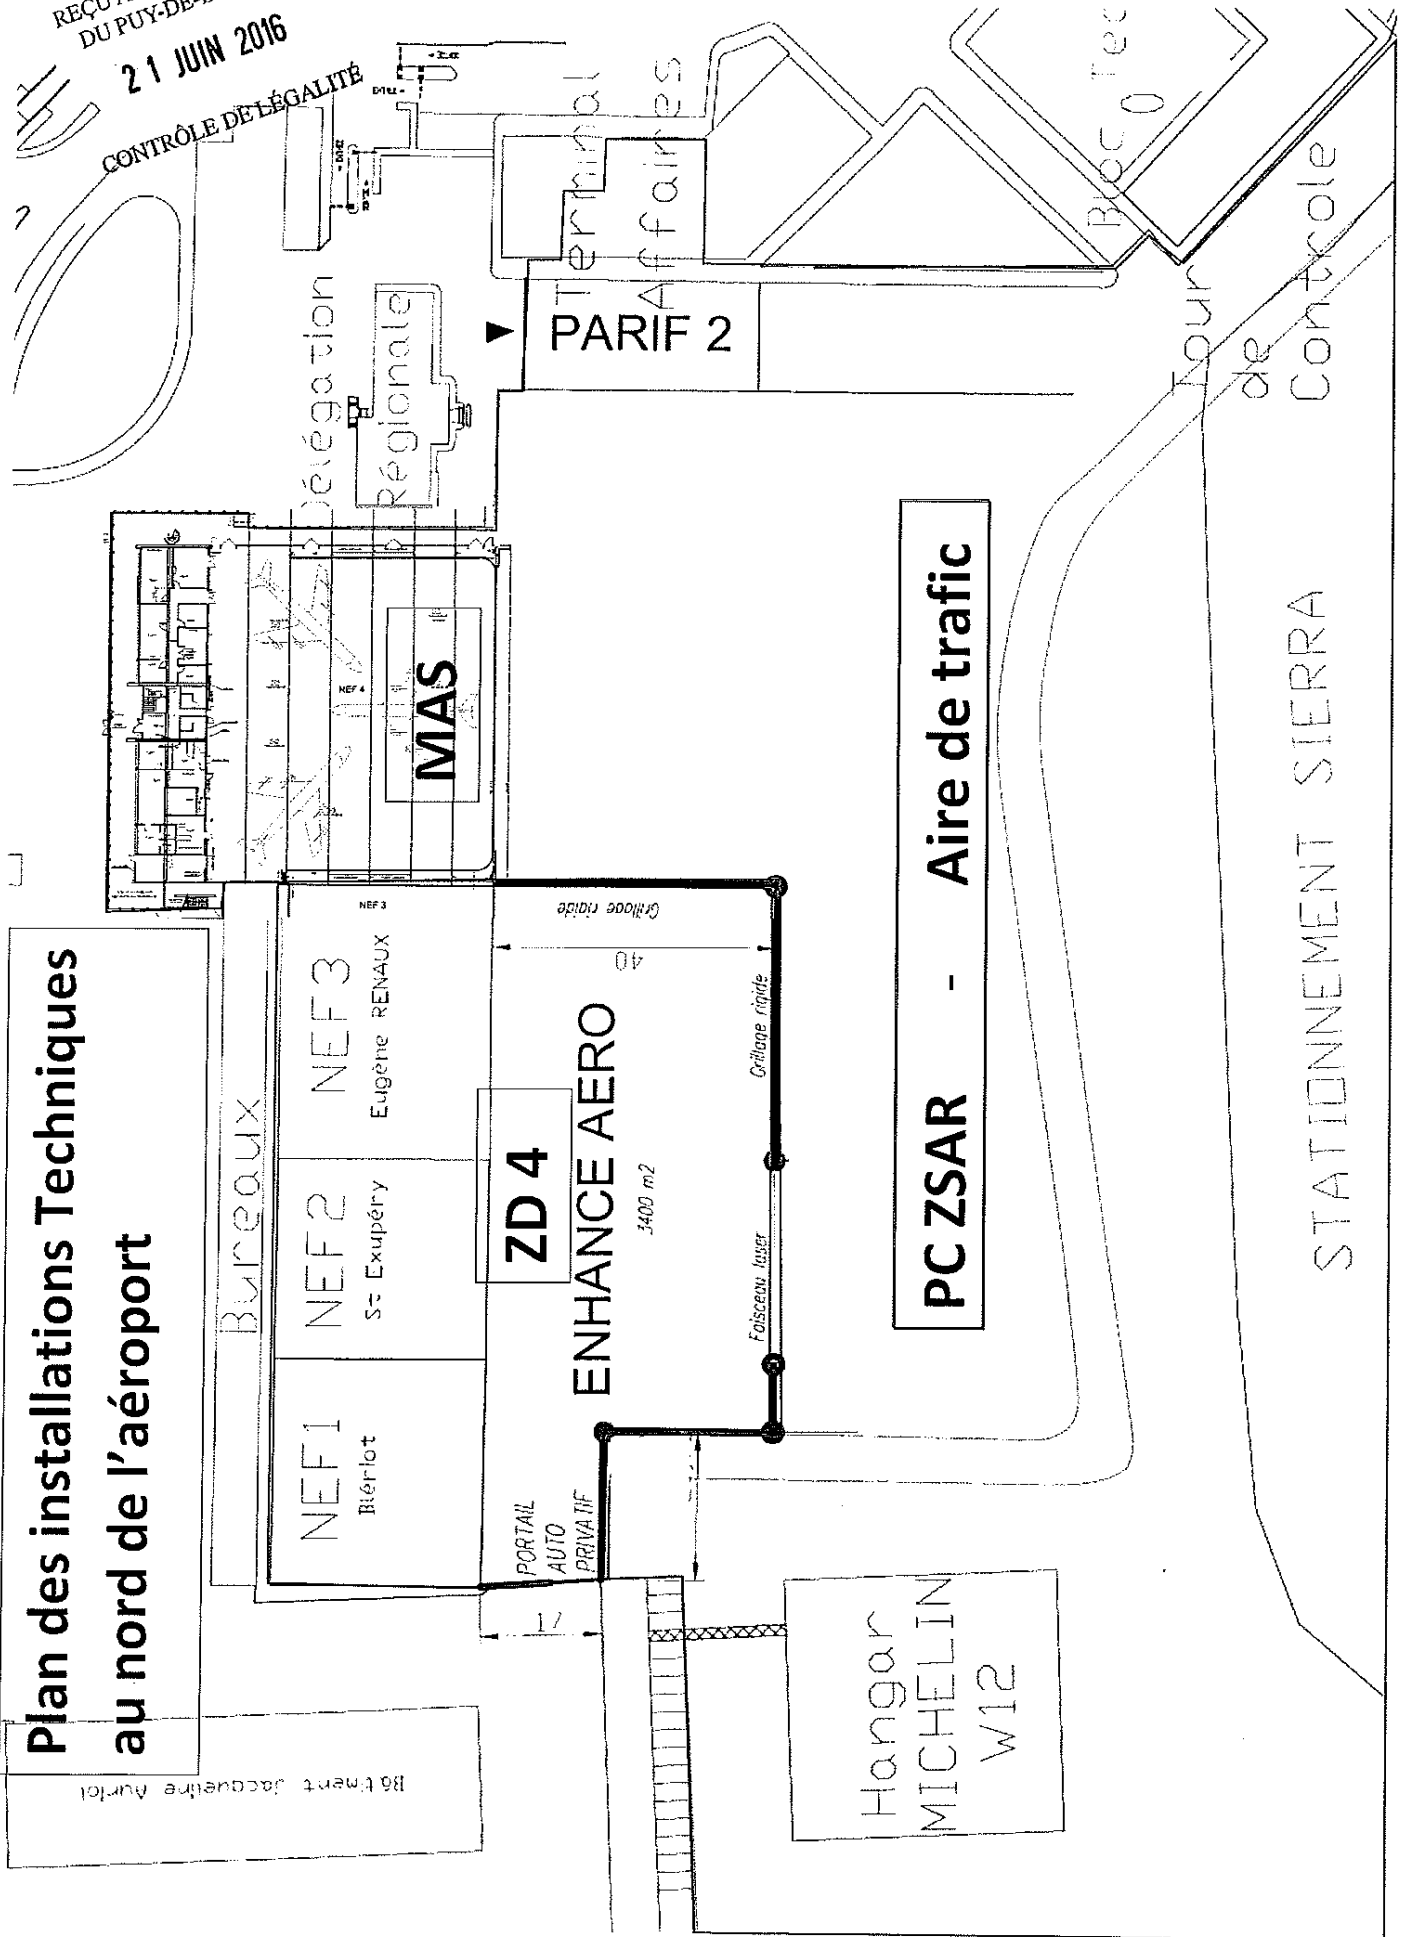 DU PUY-DE-
21 JUIN 2016
CONTRÔLE DE LÉGALITÉ
Plan des installations Techniques
au nord de l'aéroport
Bâtiment Jacqueline Auriol
Bureaux
NEF1
Blériot
NEF2
St Exupéry
NEF3
Eugène RENAUX
NEF 3
NEF 4
MAS
Délégation
Régionale
PARIF 2
Terminal
Affaires
Bloc Tec
Tour
de
Controle
ZD 4
ENHANCE AERO
3400 m2
Grillage rigide
40
Grillage rigide
Faisceau laser
PORTAIL
AUTO
PRIVATIF
17
PC ZSAR - Aire de trafic
Hangar
MICHELIN
W12
STATIONNEMENT SIERRA